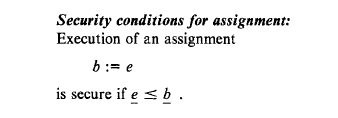 Security conditions for assignment:
Execution of an assignment
b := e
is secure if e ≤ b .